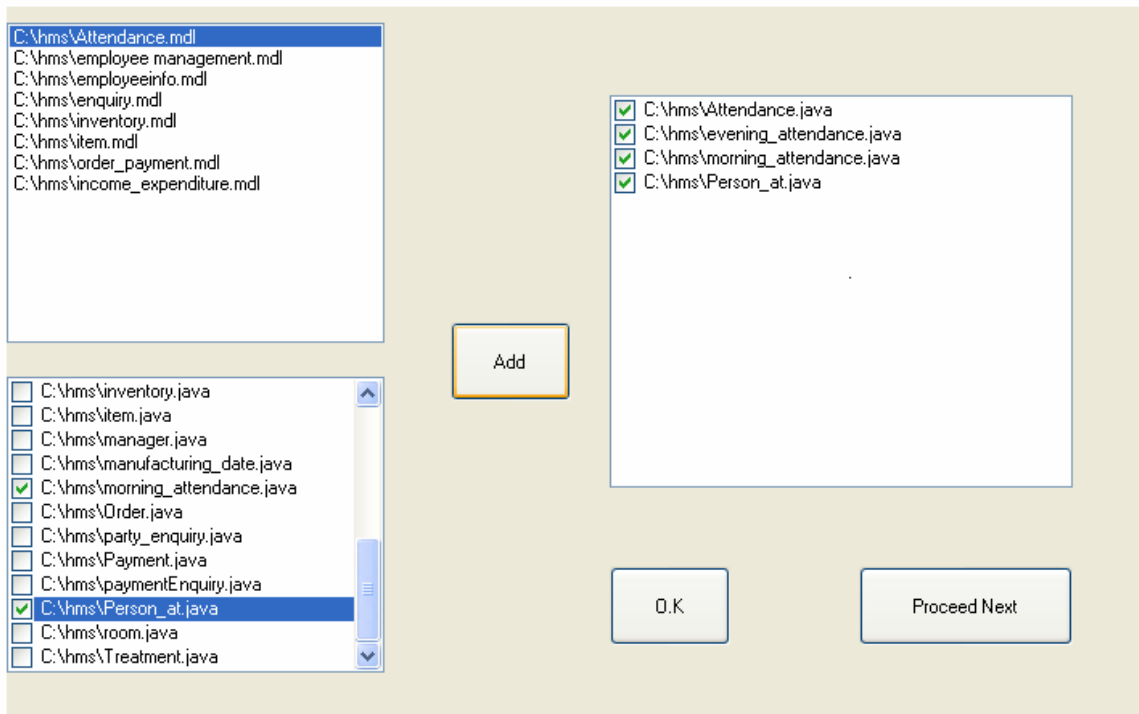 C:\hms\Attendance.mdl
C:\hms\employee management.mdl
C:\hms\employeeinfo.mdl
C:\hms\enquiry.mdl
C:\hms\inventory.mdl
C:\hms\item.mdl
C:\hms\order_payment.mdl
C:\hms\income_expenditure.mdl
C:\hms\inventory.java
C:\hms\item.java
C:\hms\manager.java
C:\hms\manufacturing_date.java
C:\hms\morning_attendance.java
C:\hms\Order.java
C:\hms\party_enquiry.java
C:\hms\Payment.java
C:\hms\paymentEnquiry.java
C:\hms\Person_at.java
C:\hms\room.java
C:\hms\Treatment.java
Add
C:\hms\Attendance.java
C:\hms\evening_attendance.java
C:\hms\morning_attendance.java
C:\hms\Person_at.java
O.K
Proceed Next